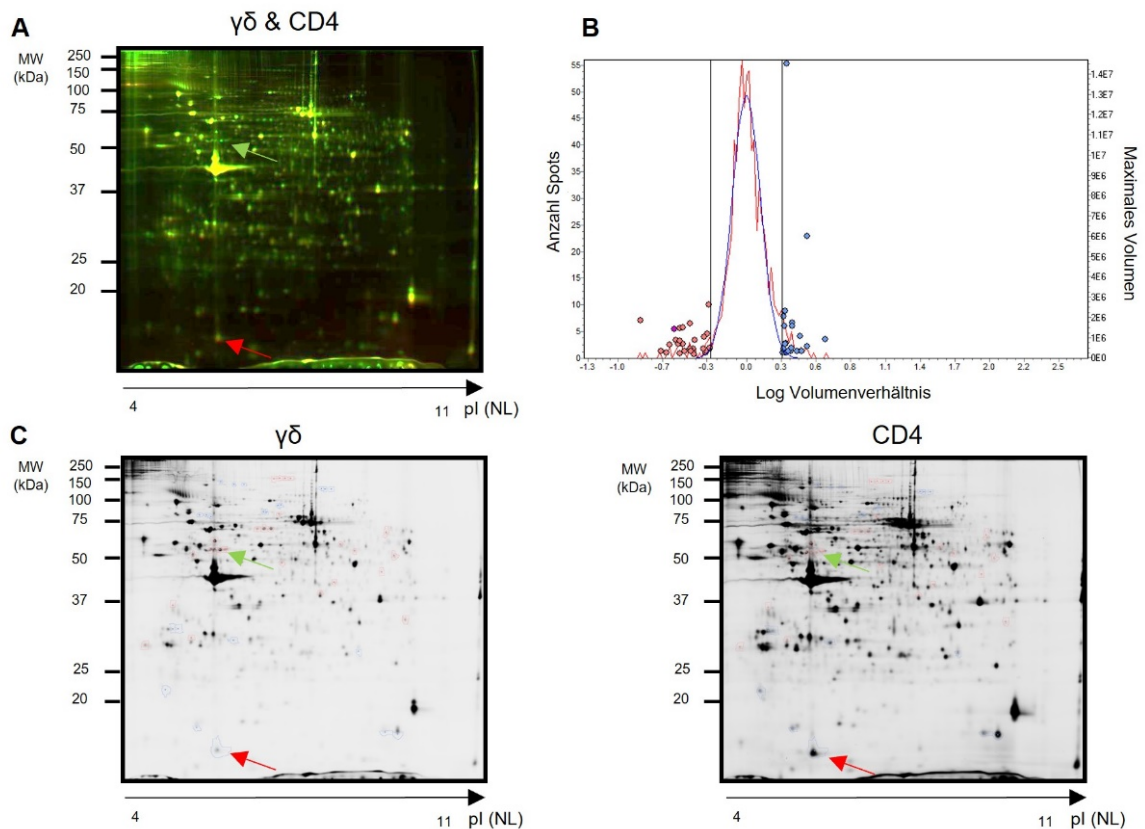 A
γδ & CD4
MW
(kDa)
250
150
100
75
50
37
25
20
4
11
pI (NL)
B
Anzahl Spots
55
50
45
40
35
30
25
20
15
10
5
0
-1.3
-1.0
-0.7
-0.3
0.0
0.3
0.6
1.1
1.4
1.7
2.1
2.5
1.4E7
1.3E7
1.2E7
1.1E7
1E7
9E6
8E6
7E6
6E6
5E6
4E6
3E6
2E6
1E6
0E0
Maximales Volumen
Log Volumenverhältnis
C
γδ
MW
(kDa)
250
150
100
75
50
37
25
20
4
11
pI (NL)
CD4
MW
(kDa)
250
150
100
75
50
37
25
20
4
11
pI (NL)